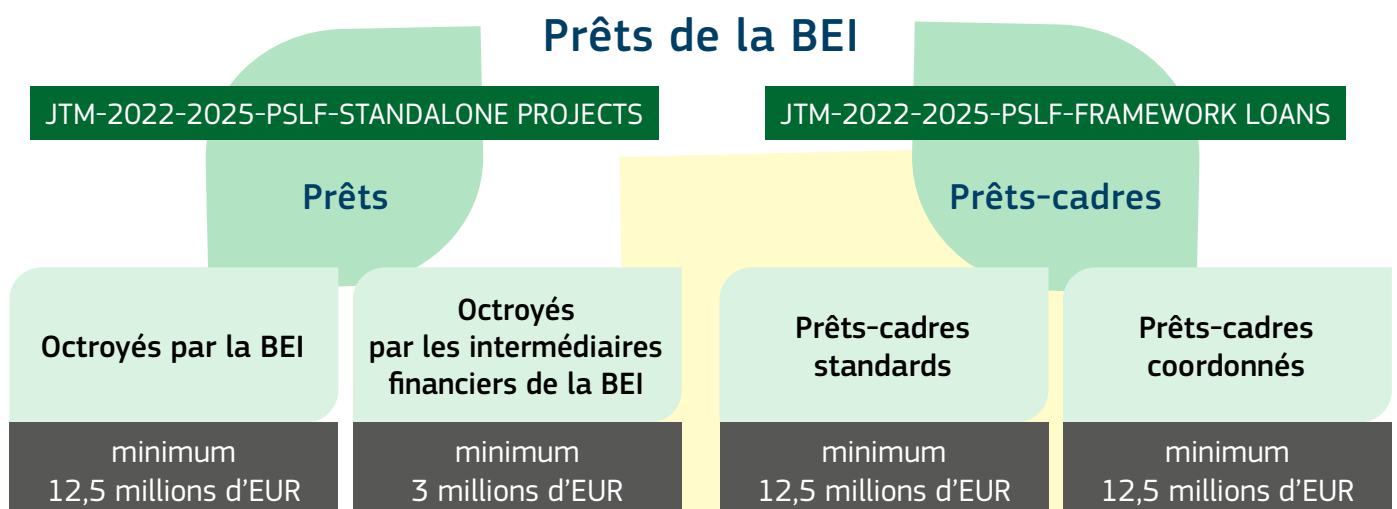 Prêts de la BEI
JTM-2022-2025-PSLF-STANDALONE PROJECTS
Prêts
Octroyés par la BEI
minimum
12,5 millions d’EUR
Octroyés
par les intermédiaires
financiers de la BEI
minimum
3 millions d’EUR
JTM-2022-2025-PSLF-FRAMEWORK LOANS
Prêts-cadres
Prêts-cadres
standards
minimum
12,5 millions d’EUR
Prêts-cadres
coordonnés
minimum
12,5 millions d’EUR